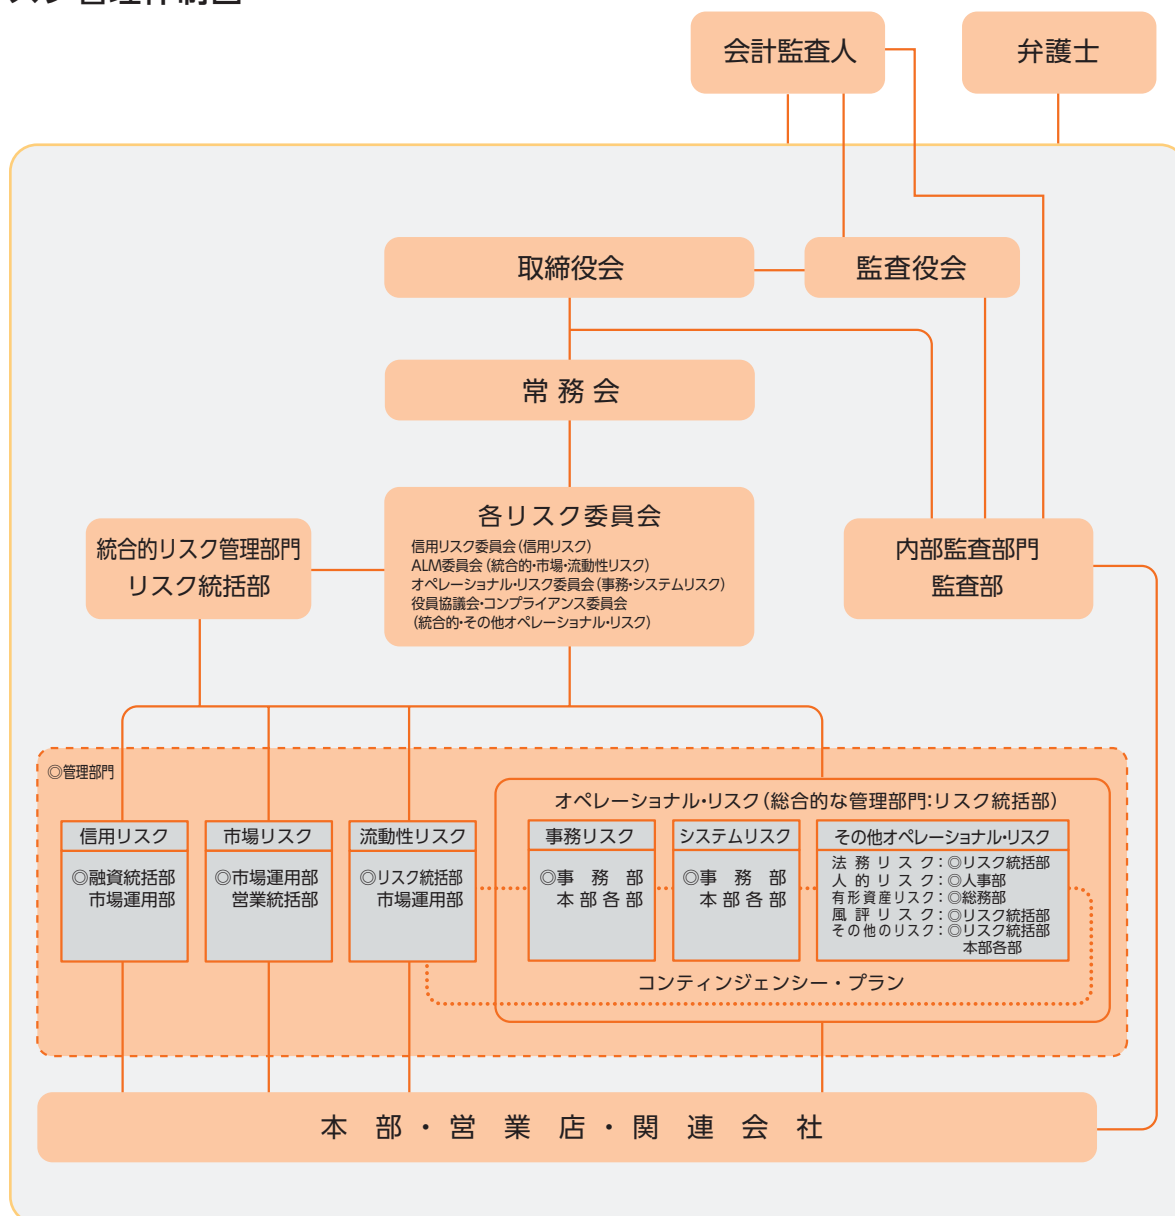 会計監査人
弁護士
取締役会
監査役会
常務会
各リスク委員会
信用リスク委員会(信用リスク)
ALM委員会(統合的・市場・流動性リスク)
オペレーショナル・リスク委員会(事務・システムリスク)
役員協議会・コンプライアンス委員会
(統合的・その他オペレーショナル・リスク)
統合的リスク管理部門
リスク統括部
内部監査部門
監査部
◎管理部門
オペレーショナル・リスク(総合的な管理部門:リスク統括部)
信用リスク
◎融資統括部
市場運用部
市場リスク
◎市場運用部
営業統括部
流動性リスク
◎リスク統括部
市場運用部
事務リスク
◎事務部
本部各部
システムリスク
◎事務部
本部各部
その他オペレーショナル・リスク
法務リスク:◎リスク統括部
人的リスク:◎人事部
有形資産リスク:◎総務部
風評リスク:◎リスク統括部
その他のリスク:◎リスク統括部
本部各部
コンティンジェンシー・プラン
本部・営業店・関連会社